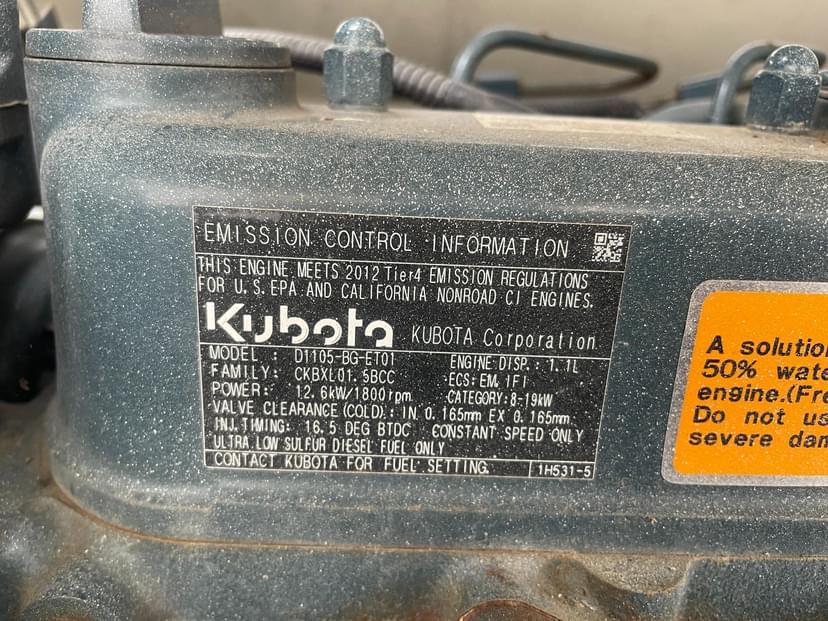 EMISSION CONTROL INFORMATION
THIS ENGINE MEETS 2012 Tier4 EMISSION REGULATIONS
FOR U.S. EPA AND CALIFORNIA NONROAD CI ENGINES.
Kubota KUBOTA Corporation
MODEL : D1105-BG-ET01 ENGINE DISP. : 1.1L
FAMILY: CKBXL01.5BCC ECS: EM, IFI
POWER: 12.6kW/1800rpm CATEGORY: 8-19kW
VALVE CLEARANCE (COLD): IN 0.165mm EX 0.165mm
INJ. TIMING: 16.5 DEG BTDC CONSTANT SPEED ONLY
ULTRA LOW SULFUR DIESEL FUEL ONLY
CONTACT KUBOTA FOR FUEL SETTING. 1H531-5
A solutio
50% wate
engine.(Fre
Do not us
severe dam